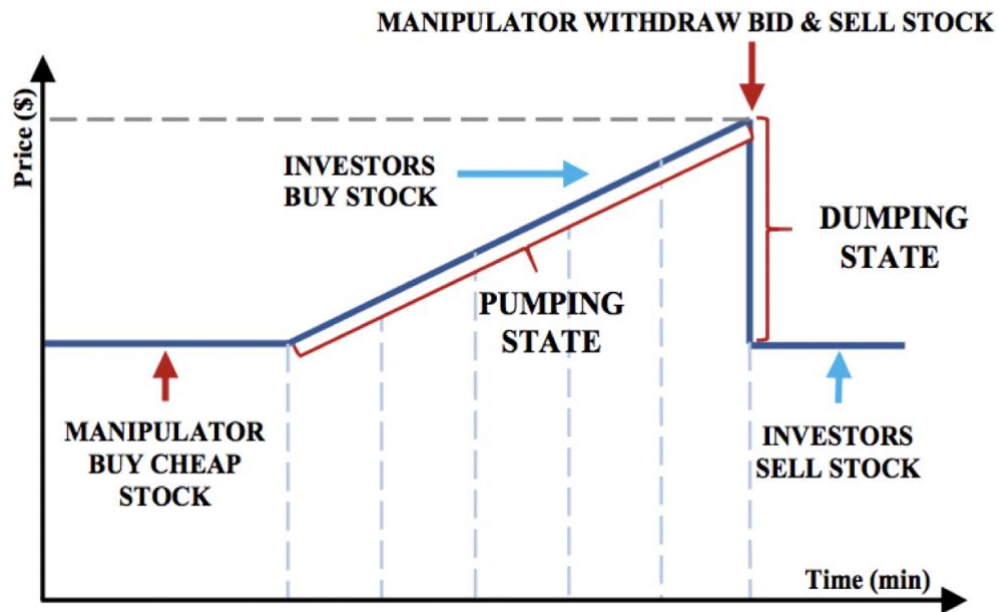 MANIPULATOR WITHDRAW BID & SELL STOCK
Price ($)
INVESTORS
BUY STOCK
DUMPING
STATE
PUMPING
STATE
MANIPULATOR
BUY CHEAP
STOCK
INVESTORS
SELL STOCK
Time (min)